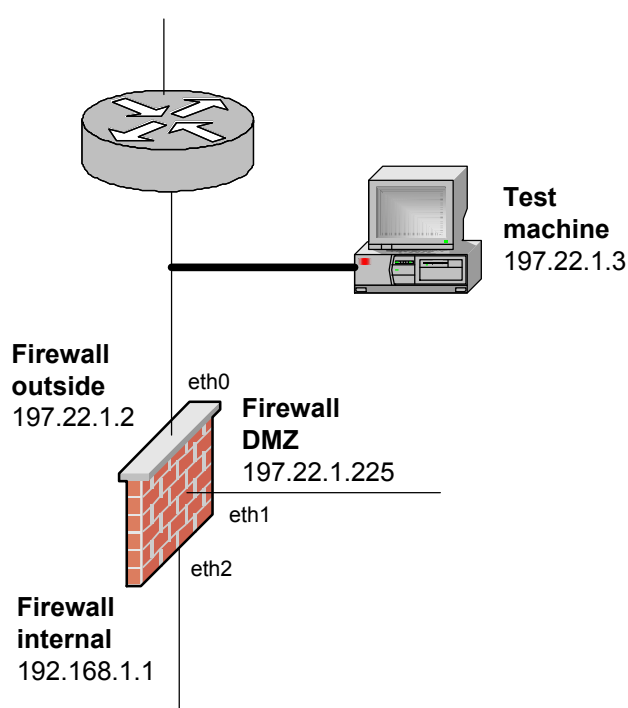 Test
machine
197.22.1.3
Firewall
outside
197.22.1.2
eth0
Firewall
DMZ
197.22.1.225
eth1
eth2
Firewall
internal
192.168.1.1